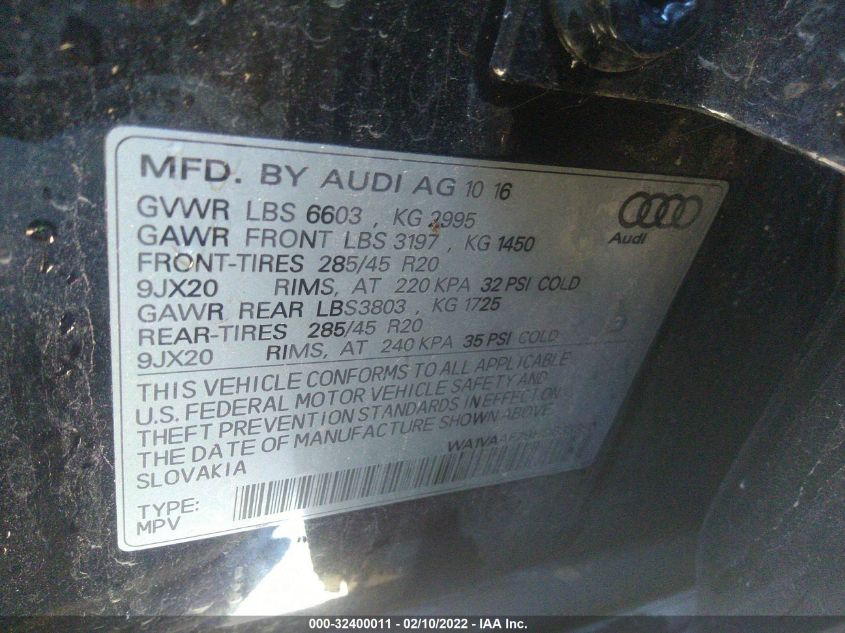 MFD. BY AUDI AG 10 16
GVWR LBS 6603 , KG 2995
GAWR FRONT LBS 3197 , KG 1450
FRONT-TIRES 285/45 R20
9JX20 RIMS, AT 220 KPA 32 PSI COLD
GAWR REAR LBS3803 , KG 1725
REAR-TIRES 285/45 R20
9JX20 RIMS, AT 240 KPA 35 PSI COLD
Audi
THIS VEHICLE CONFORMS TO ALL APPLICABLE
U.S. FEDERAL MOTOR VEHICLE SAFETY AND
THEFT PREVENTION STANDARDS IN EFFECT ON
THE DATE OF MANUFACTURE SHOWN ABOVE
SLOVAKIA
TYPE:
MPV
000-32400011 - 02/10/2022 - IAA Inc.